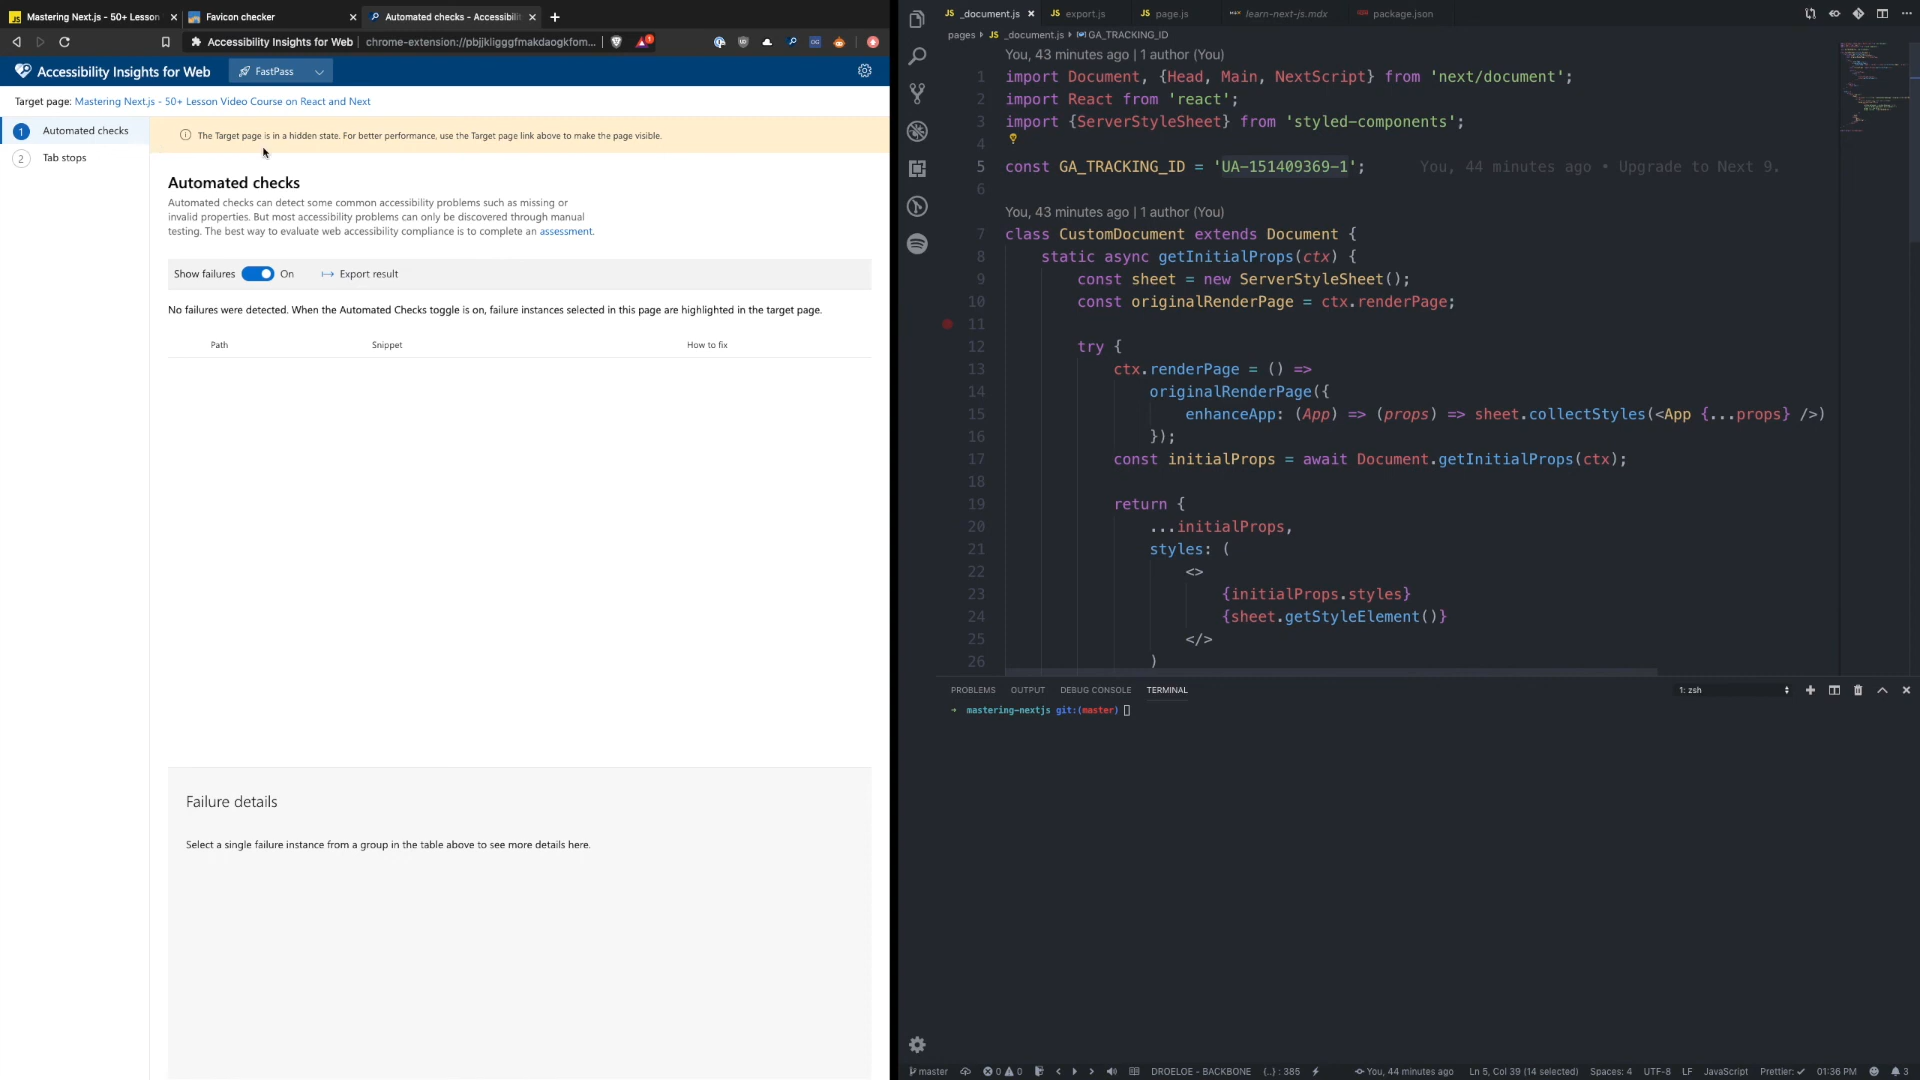 Mastering Next.js - 50+ Lesson
Favicon checker
Automated checks - Accessibili
Accessibility Insights for Web
chrome-extension://pbjjkligggfmakdaogkfom...
Accessibility Insights for Web
FastPass
Target page: Mastering Next.js - 50+ Lesson Video Course on React and Next
1 Automated checks
2 Tab stops
The Target page is in a hidden state. For better performance, use the Target page link above to make the page visible.
Automated checks
Automated checks can detect some common accessibility problems such as missing or
invalid properties. But most accessibility problems can only be discovered through manual
testing. The best way to evaluate web accessibility compliance is to complete an assessment.
Show failures On Export result
No failures were detected. When the Automated Checks toggle is on, failure instances selected in this page are highlighted in the target page.
Path Snippet How to fix
Failure details
Select a single failure instance from a group in the table above to see more details here.
JS _document.js JS export.js JS page.js learn-next-js.mdx package.json
pages JS _document.js GA_TRACKING_ID
You, 43 minutes ago | 1 author (You)
1 import Document, {Head, Main, NextScript} from 'next/document';
2 import React from 'react';
3 import {ServerStyleSheet} from 'styled-components';
4
5 const GA_TRACKING_ID = 'UA-151409369-1'; You, 44 minutes ago • Upgrade to Next 9.
6
You, 43 minutes ago | 1 author (You)
7 class CustomDocument extends Document {
8 static async getInitialProps(ctx) {
9 const sheet = new ServerStyleSheet();
10 const originalRenderPage = ctx.renderPage;
11
12 try {
13 ctx.renderPage = () =>
14 originalRenderPage({
15 enhanceApp: (App) => (props) => sheet.collectStyles(<App {...props} />)
16 });
17 const initialProps = await Document.getInitialProps(ctx);
18
19 return {
20 ...initialProps,
21 styles: (
22 <>
23 {initialProps.styles}
24 {sheet.getStyleElement()}
25 </>
26 )
PROBLEMS OUTPUT DEBUG CONSOLE TERMINAL 1: zsh
→ mastering-nextjs git:(master)
master 0 0 DROELOE - BACKBONE {..} : 385 You, 44 minutes ago Ln 5, Col 39 (14 selected) Spaces: 4 UTF-8 LF JavaScript Prettier: ✓ 01:36 PM 3